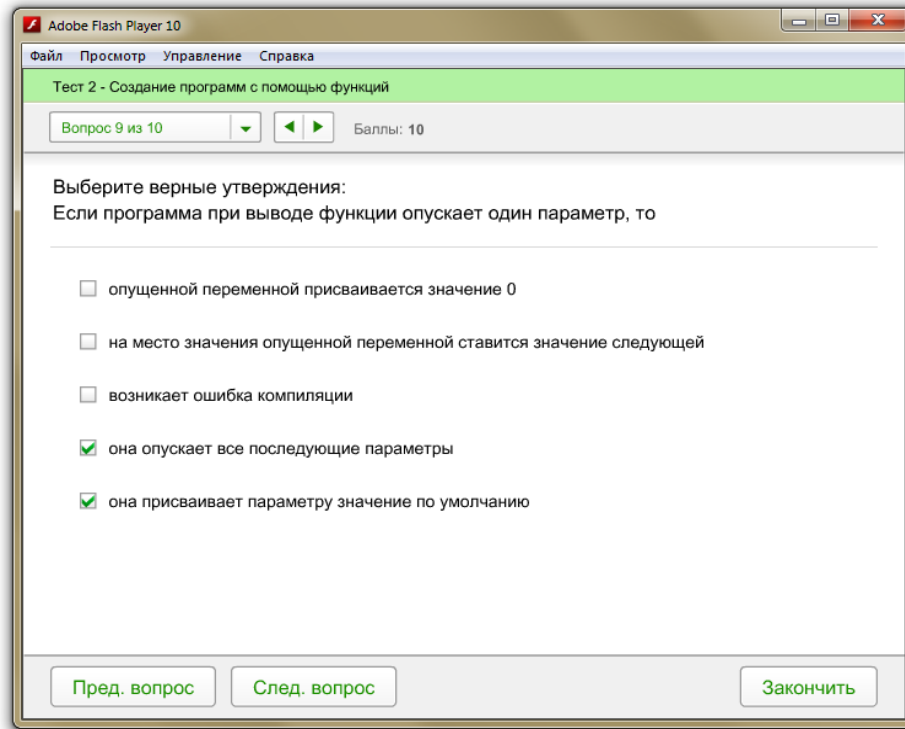 Adobe Flash Player 10
Файл Просмотр Управление Справка
Тест 2 - Создание программ с помощью функций
Вопрос 9 из 10
Баллы: 10
Выберите верные утверждения:
Если программа при выводе функции опускает один параметр, то
опущенной переменной присваивается значение 0
на место значения опущенной переменной ставится значение следующей
возникает ошибка компиляции
она опускает все последующие параметры
она присваивает параметру значение по умолчанию
Пред. вопрос
След. вопрос
Закончить